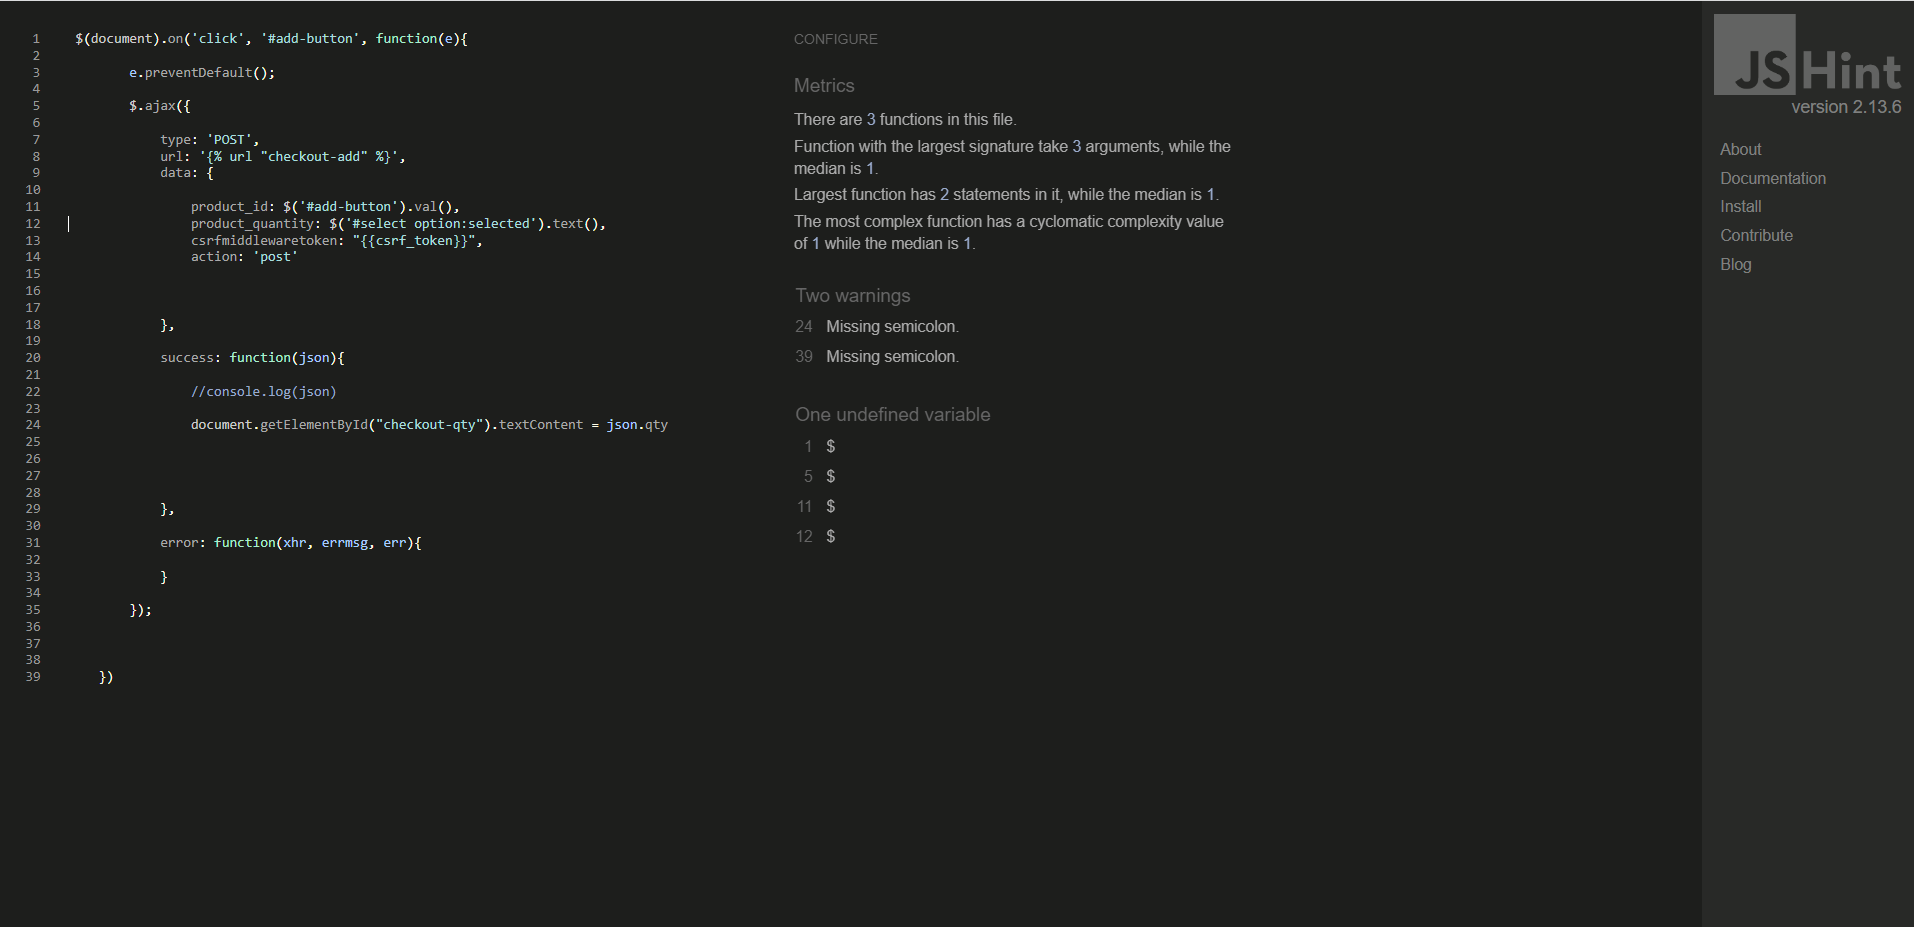 1 $(document).on('click', '#add-button', function(e){
2
3 e.preventDefault();
4
5 $.ajax({
6
7 type: 'POST',
8 url: '{% url "checkout-add" %}',
9 data: {
10
11 product_id: $('#add-button').val(),
12 product_quantity: $('#select option:selected').text(),
13 csrfmiddlewaretoken: "{{csrf_token}}",
14 action: 'post'
15
16
17
18 },
19
20 success: function(json){
21
22 //console.log(json)
23
24 document.getElementById("checkout-qty").textContent = json.qty
25
26
27
28
29 },
30
31 error: function(xhr, errmsg, err){
32
33 }
34
35 });
36
37
38
39 })
CONFIGURE
Metrics
There are 3 functions in this file.
Function with the largest signature take 3 arguments, while the
median is 1.
Largest function has 2 statements in it, while the median is 1.
The most complex function has a cyclomatic complexity value
of 1 while the median is 1.
Two warnings
24 Missing semicolon.
39 Missing semicolon.
One undefined variable
1 $
5 $
11 $
12 $
JSHint
version 2.13.6
About
Documentation
Install
Contribute
Blog